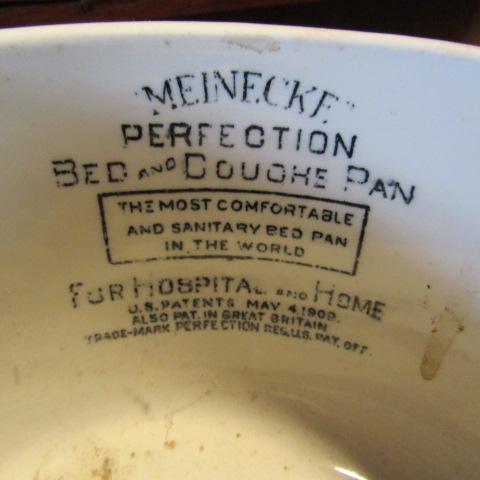 "MEINECKE"
PERFECTION
BED AND DOUCHE PAN
THE MOST COMFORTABLE
AND SANITARY BED PAN
IN THE WORLD
FOR HOSPITAL AND HOME
U.S. PATENTS MAY 4, 1909.
ALSO PAT. IN GREAT BRITAIN
TRADE-MARK PERFECTION REG. U.S. PAT. OFF.